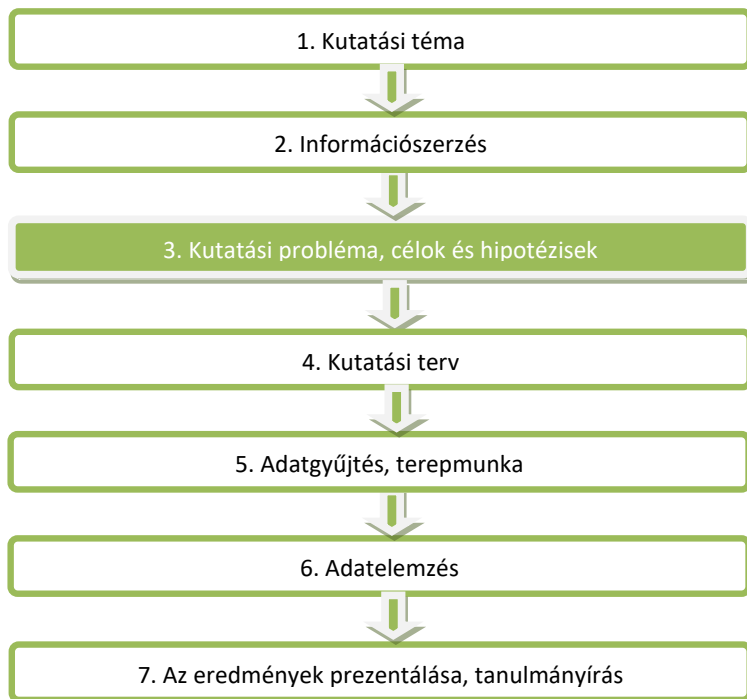 1. Kutatási téma
2. Információszerzés
3. Kutatási probléma, célok és hipotézisek
4. Kutatási terv
5. Adatgyűjtés, terepmunka
6. Adatelemzés
7. Az eredmények prezentálása, tanulmányírás